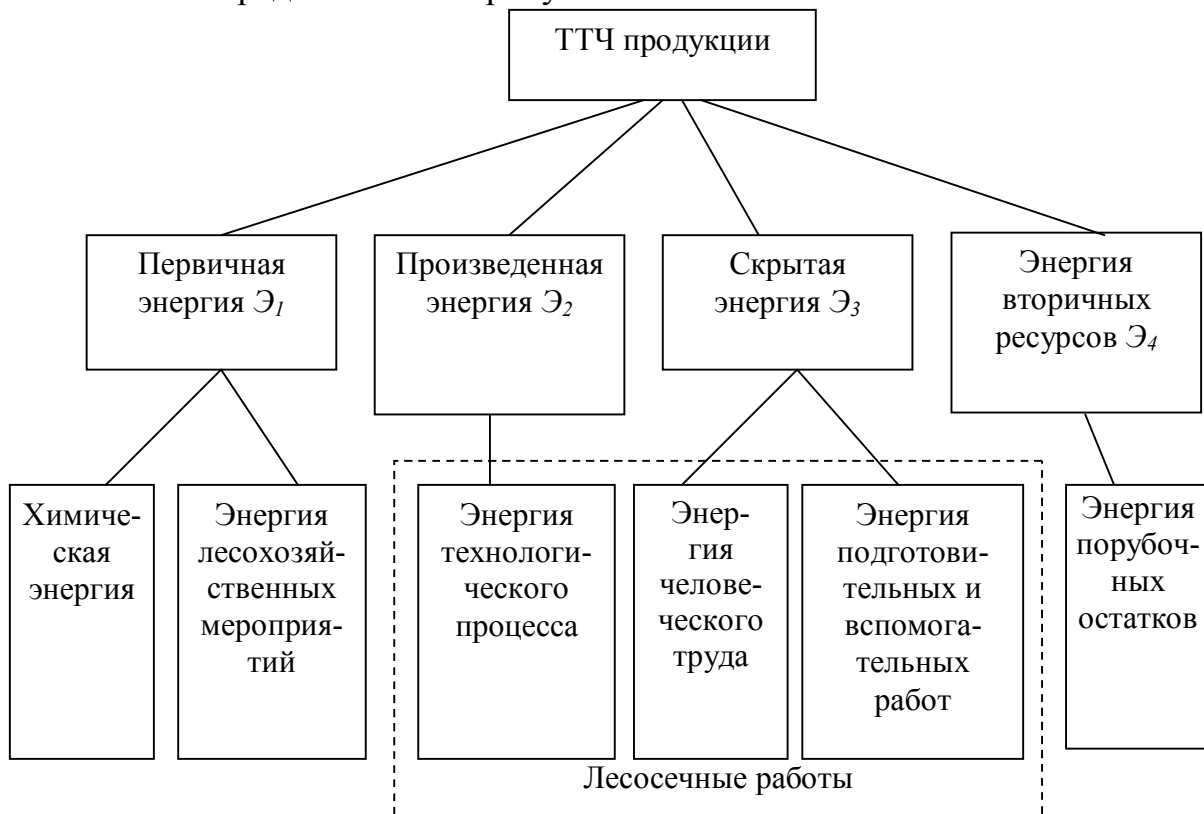 ТТЧ продукции
Первичная
энергия Э1
Произведенная
энергия Э2
Скрытая
энергия Э3
Энергия
вторичных
ресурсов Э4
Химиче-
ская
энергия
Энергия
лесохозяй-
ственных
мероприя-
тий
Энергия
технологи-
ческого
процесса
Энер-
гия
челове-
ческого
труда
Энергия
подготови-
тельных и
вспомога-
тельных
работ
Энергия
порубоч-
ных
остатков
Лесосечные работы